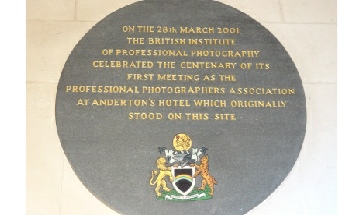 ON THE 28TH MARCH 2001
THE BRITISH INSTITUTE
OF PROFESSIONAL PHOTOGRAPHY
CELEBRATED THE CENTENARY OF ITS
FIRST MEETING AS THE
PROFESSIONAL PHOTOGRAPHERS ASSOCIATION
AT ANDERTON'S HOTEL WHICH ORIGINALLY
STOOD ON THIS SITE